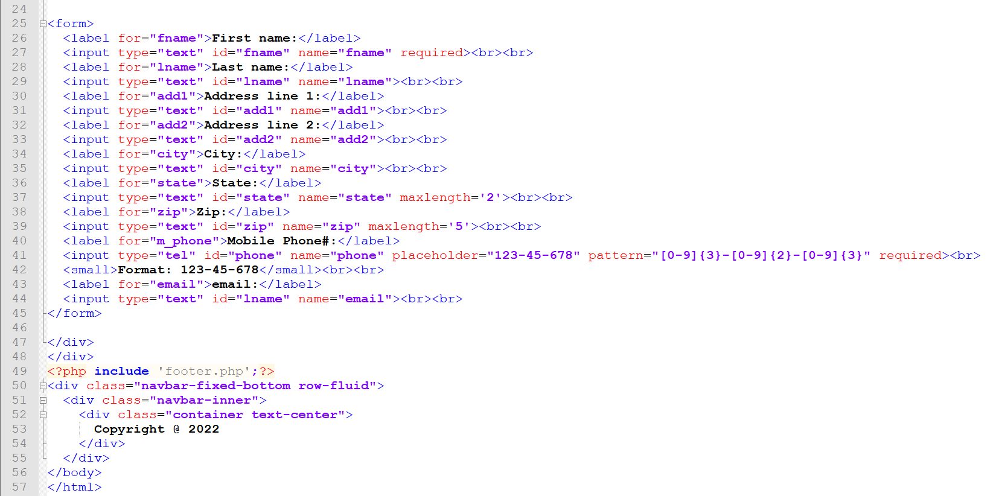 24
25 <form>
26 <label for="fname">First name:</label>
27 <input type="text" id="fname" name="fname" required><br><br>
28 <label for="lname">Last name:</label>
29 <input type="text" id="lname" name="lname"><br><br>
30 <label for="add1">Address line 1:</label>
31 <input type="text" id="add1" name="add1"><br><br>
32 <label for="add2">Address line 2:</label>
33 <input type="text" id="add2" name="add2"><br><br>
34 <label for="city">City:</label>
35 <input type="text" id="city" name="city"><br><br>
36 <label for="state">State:</label>
37 <input type="text" id="state" name="state" maxlength='2'><br><br>
38 <label for="zip">Zip:</label>
39 <input type="text" id="zip" name="zip" maxlength='5'><br><br>
40 <label for="m_phone">Mobile Phone#:</label>
41 <input type="tel" id="phone" name="phone" placeholder="123-45-678" pattern="[0-9]{3}-[0-9]{2}-[0-9]{3}" required><br>
42 <small>Format: 123-45-678</small><br><br>
43 <label for="email">email:</label>
44 <input type="text" id="lname" name="email"><br><br>
45 </form>
46
47 </div>
48 </div>
49 <?php include 'footer.php';?>
50 <div class="navbar-fixed-bottom row-fluid">
51 <div class="navbar-inner">
52 <div class="container text-center">
53 Copyright @ 2022
54 </div>
55 </div>
56 </body>
57 </html>